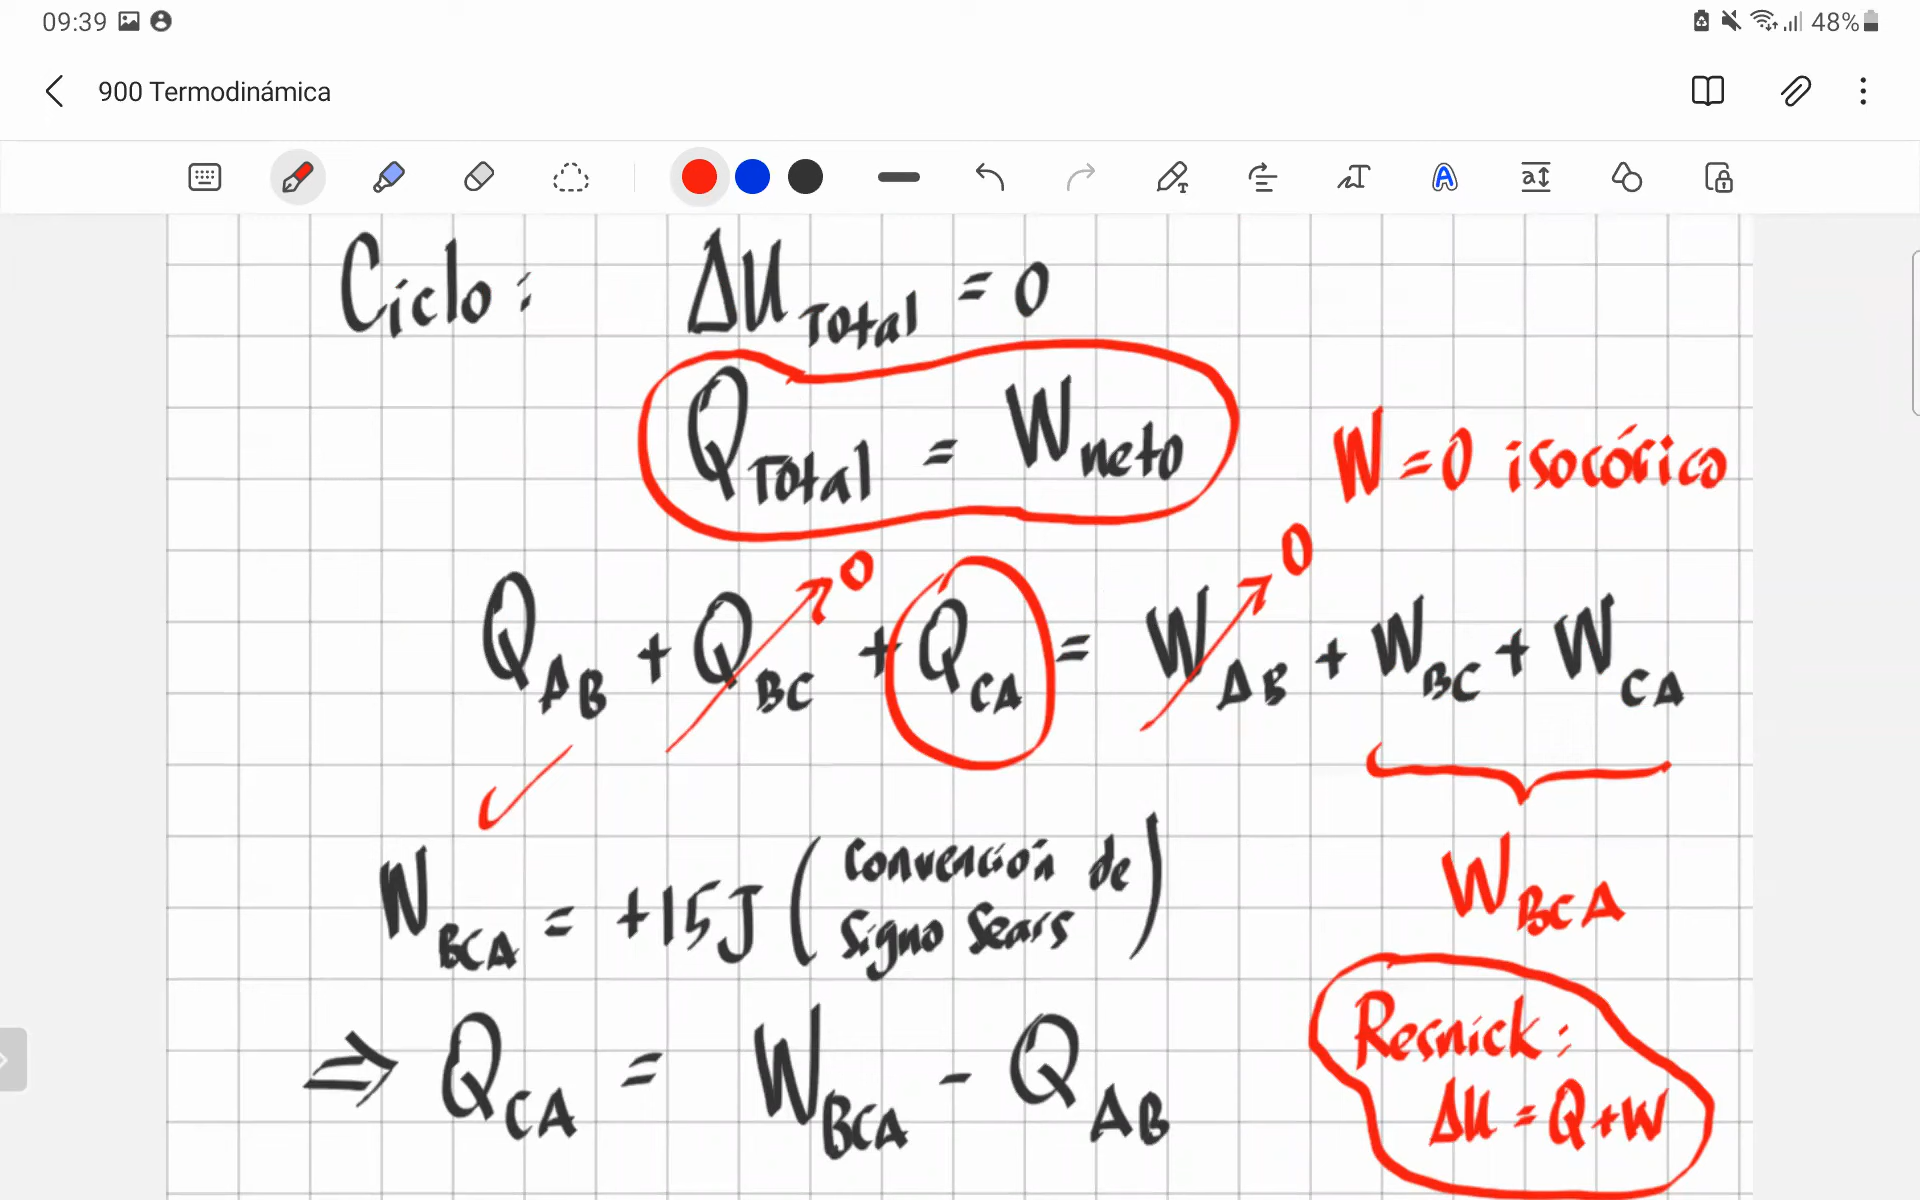 09:39
48%
900 Termodinámica
Ciclo: ΔU Total = 0
Q Total = W neto
W = 0 isocórico
0
0
Q AB + Q BC + Q CA = W AB + W BC + W CA
W BCA
W BCA = +15J (Convención de
Signo Sears)
Resnick:
ΔU = Q + W
⇒ Q CA = W BCA - Q AB